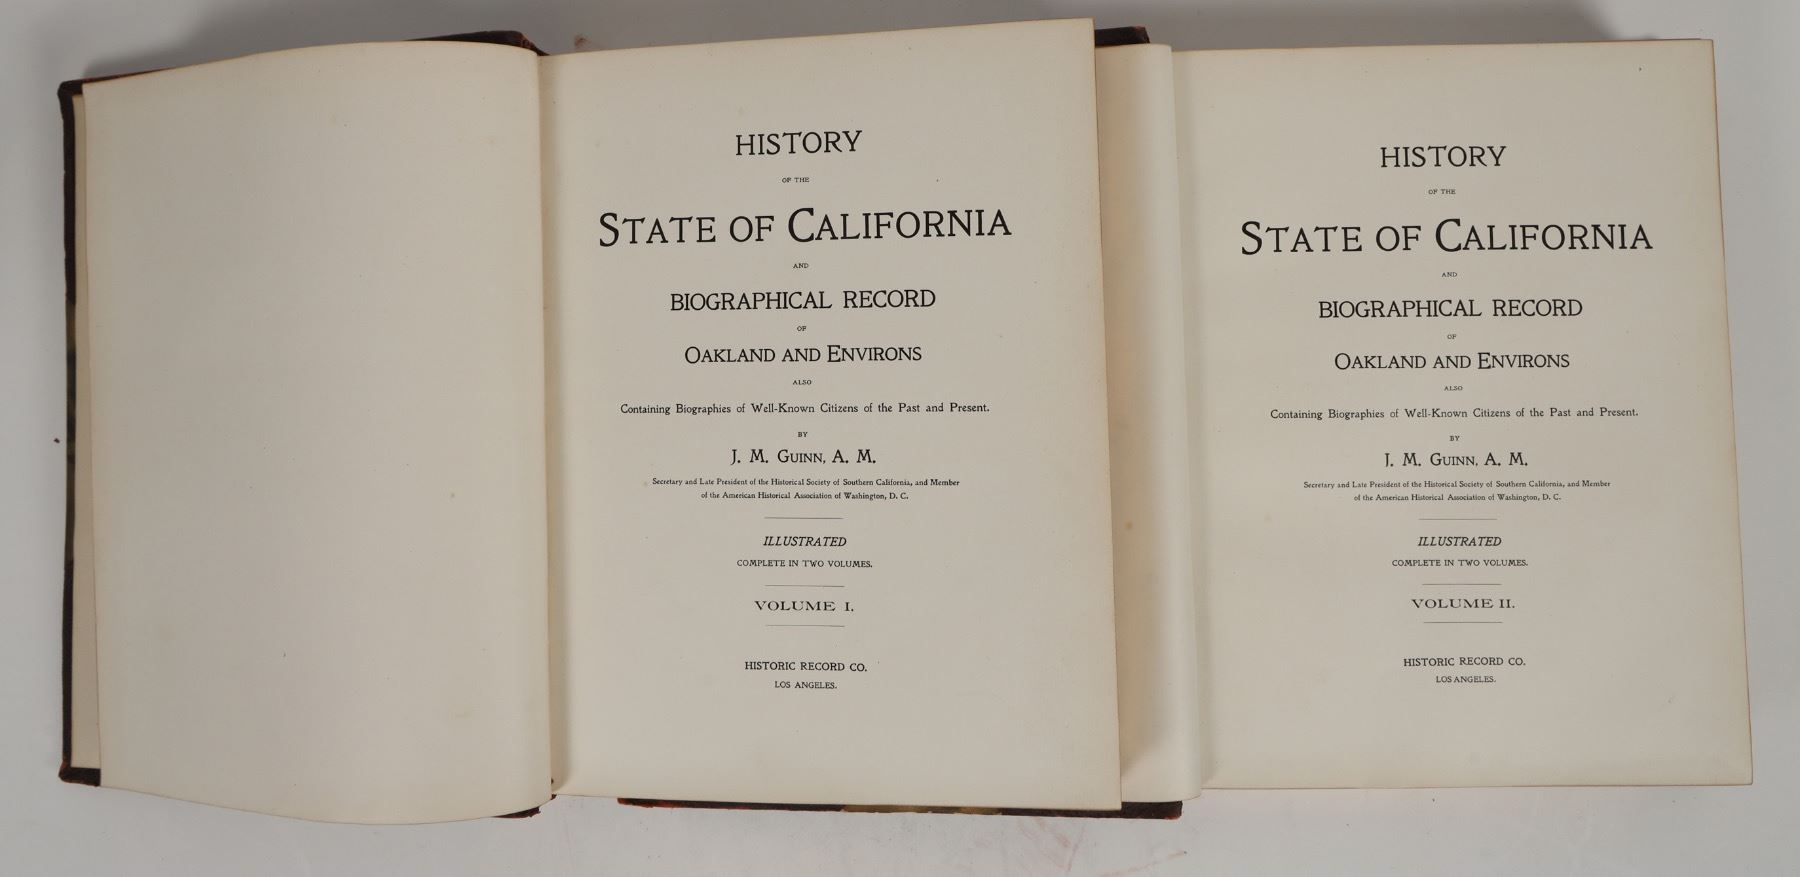 HISTORY
OF THE
STATE OF CALIFORNIA
AND
BIOGRAPHICAL RECORD
OF
OAKLAND AND ENVIRONS
ALSO
Containing Biographies of Well-Known Citizens of the Past and Present.
BY
J. M. GUINN, A. M.
Secretary and Late President of the Historical Society of Southern California, and Member
of the American Historical Association of Washington, D. C.
ILLUSTRATED
COMPLETE IN TWO VOLUMES.
VOLUME I.
HISTORIC RECORD CO.
LOS ANGELES.
HISTORY
OF THE
STATE OF CALIFORNIA
AND
BIOGRAPHICAL RECORD
OF
OAKLAND AND ENVIRONS
ALSO
Containing Biographies of Well-Known Citizens of the Past and Present.
BY
J. M. GUINN, A. M.
Secretary and Late President of the Historical Society of Southern California, and Member
of the American Historical Association of Washington, D. C.
ILLUSTRATED
COMPLETE IN TWO VOLUMES.
VOLUME II.
HISTORIC RECORD CO.
LOS ANGELES.